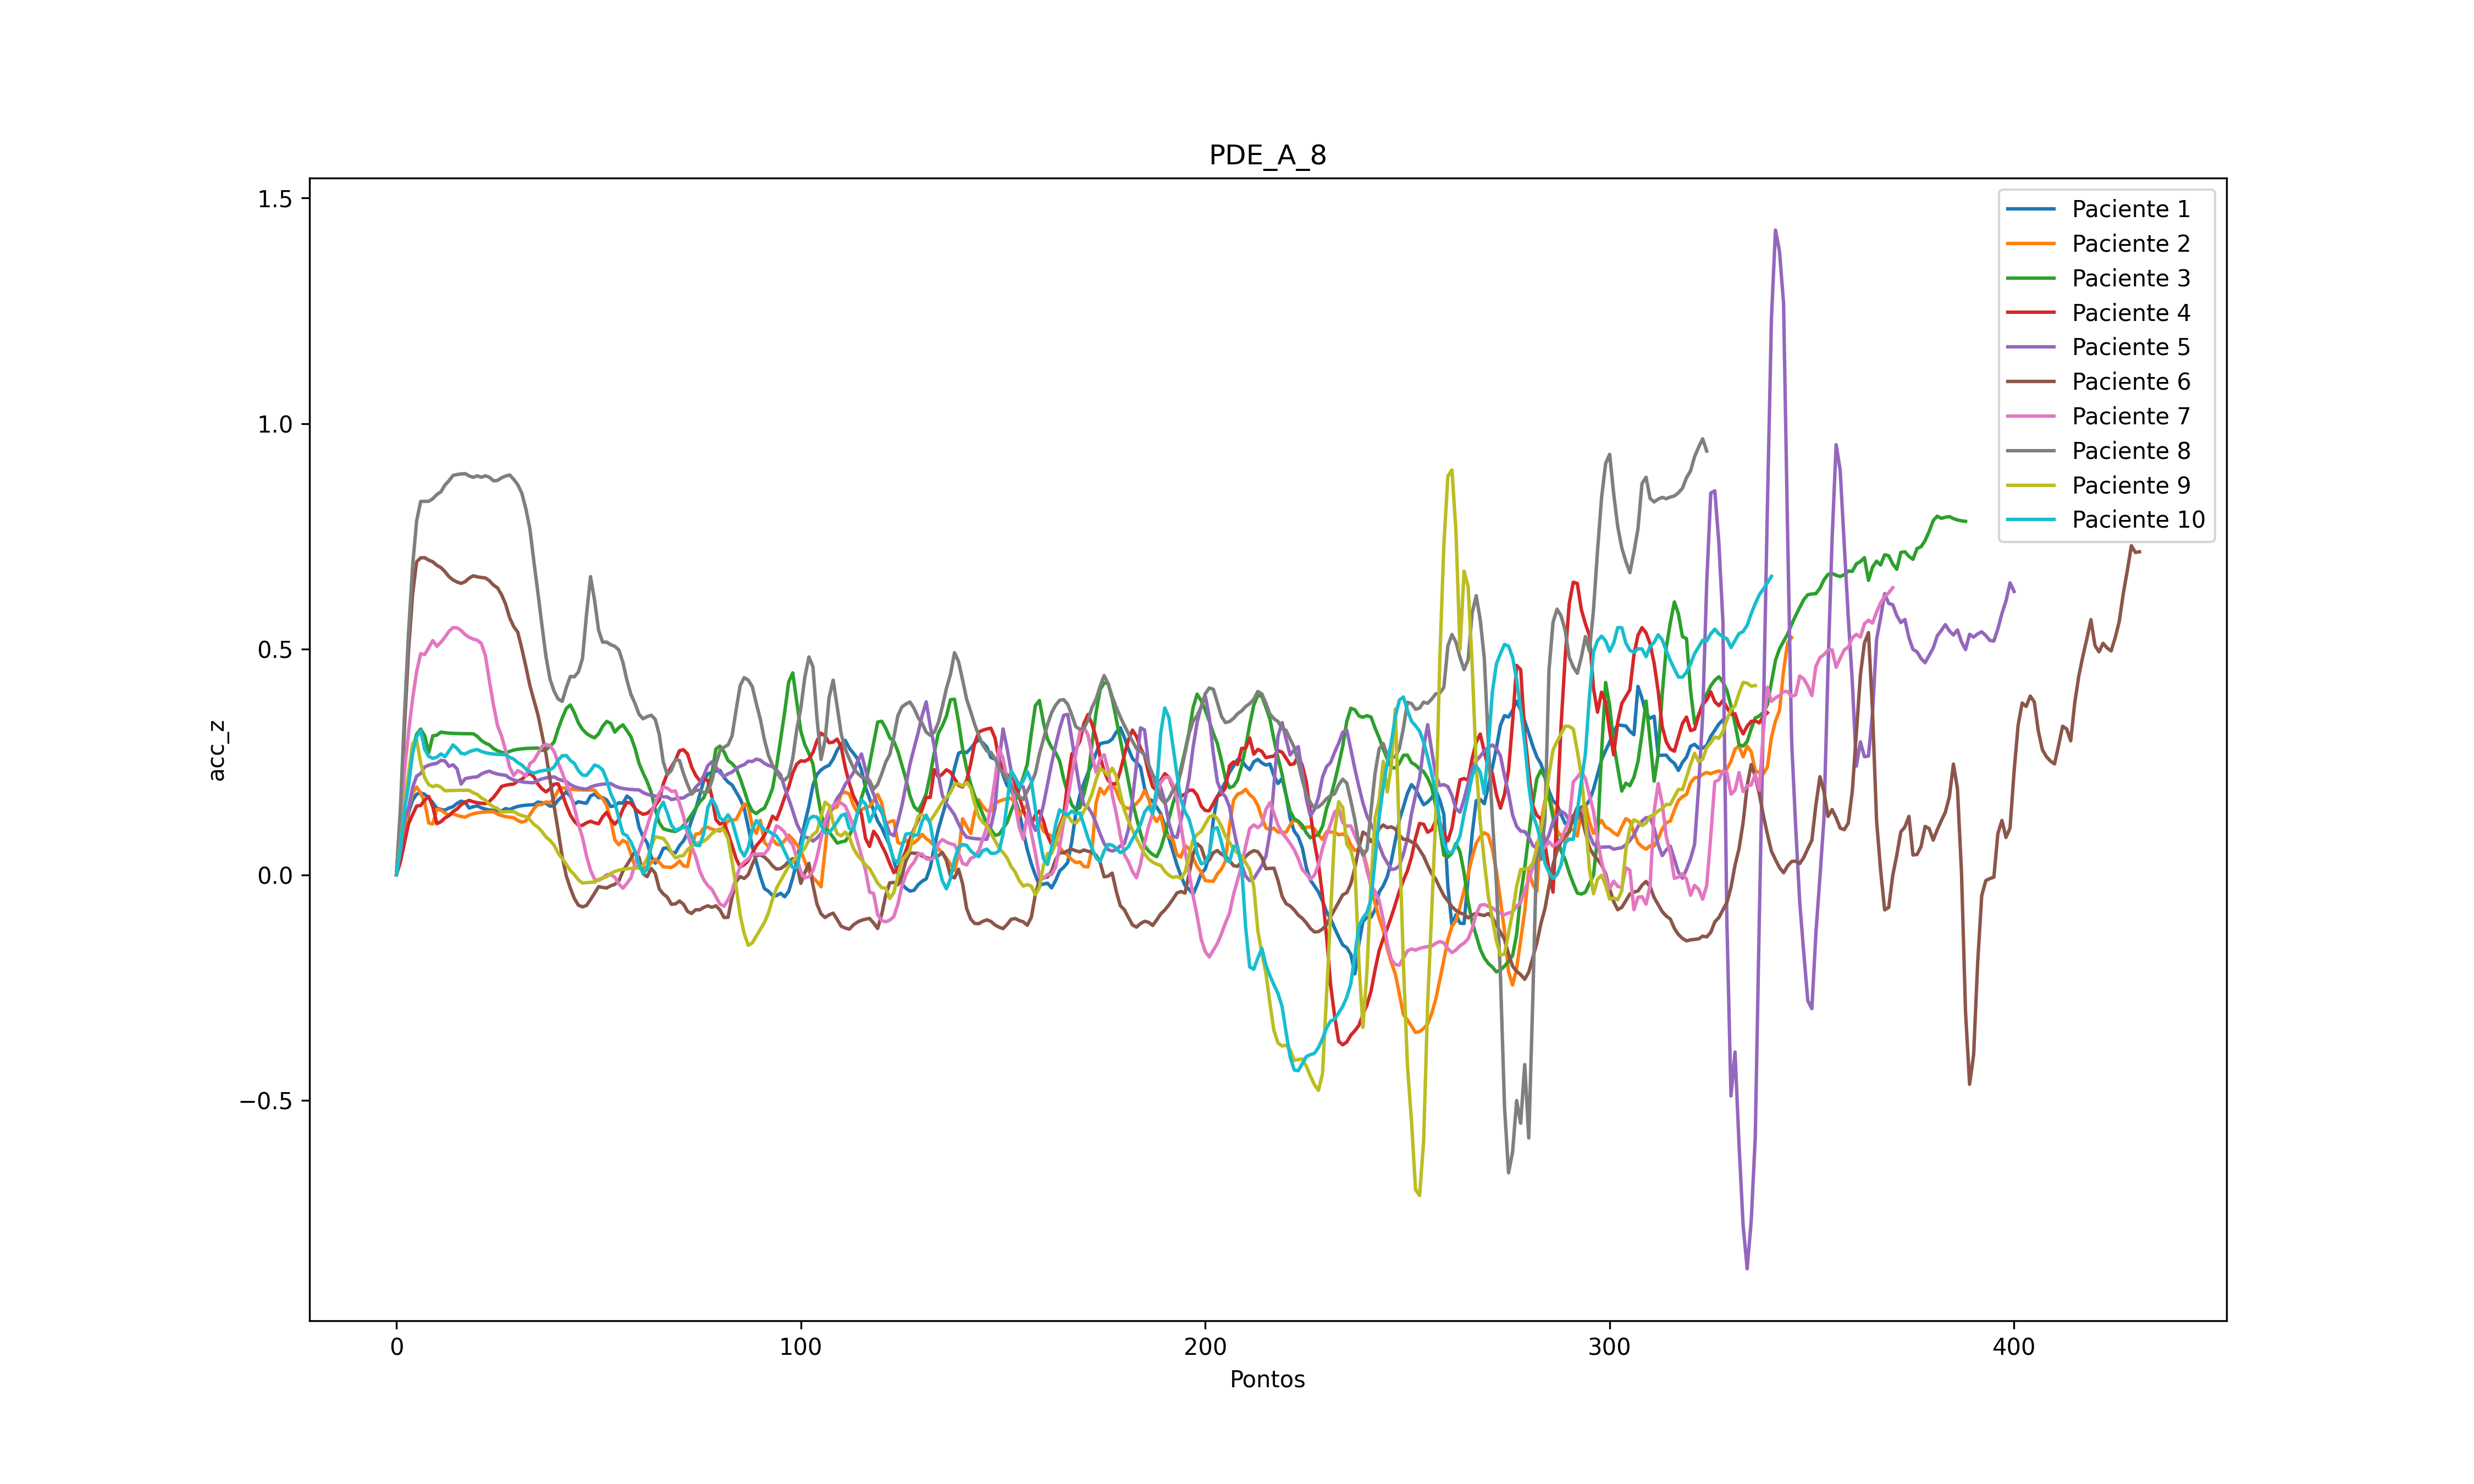 PDE_A_8
1.5
1.0
0.5
0.0
−0.5
acc_z
0 100 200 300 400
Pontos
Paciente 1
Paciente 2
Paciente 3
Paciente 4
Paciente 5
Paciente 6
Paciente 7
Paciente 8
Paciente 9
Paciente 10